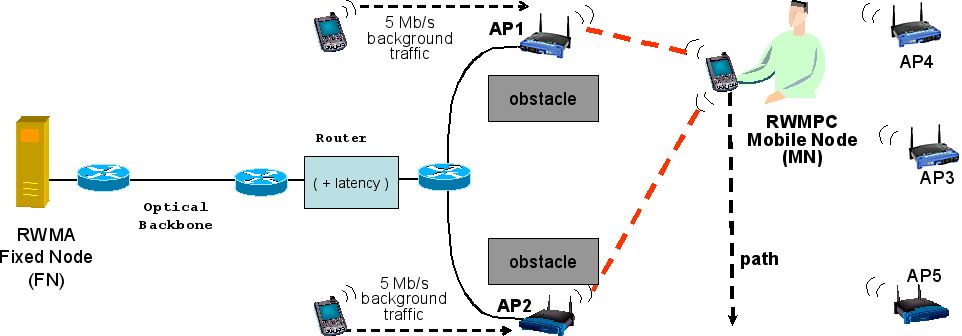 5 Mb/s
background
traffic
AP1
AP4
obstacle
RWMPC
Mobile Node
(MN)
Router
( + latency )
AP3
Optical
Backbone
RWMA
Fixed Node
(FN)
obstacle
path
5 Mb/s
background
traffic
AP2
AP5